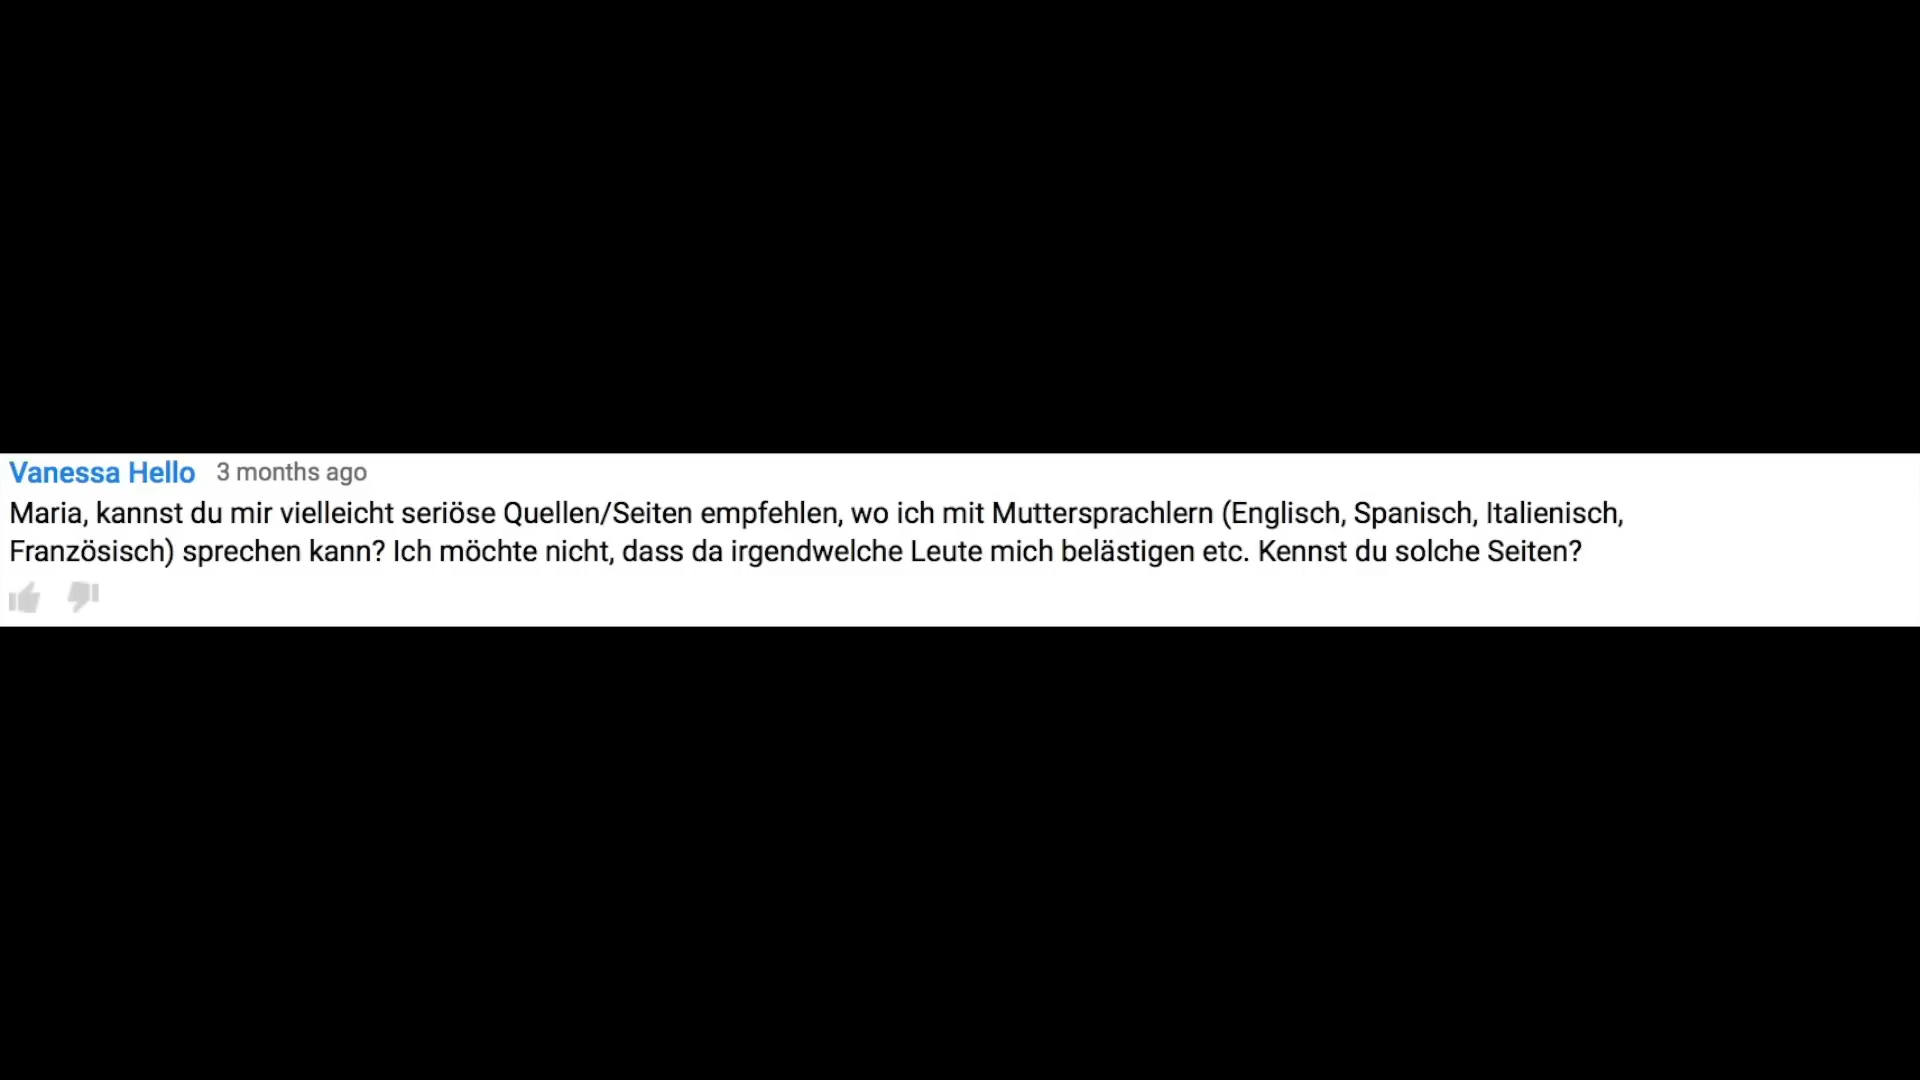 Vanessa Hello 3 months ago
Maria, kannst du mir vielleicht seriöse Quellen/Seiten empfehlen, wo ich mit Muttersprachlern (Englisch, Spanisch, Italienisch,
Französisch) sprechen kann? Ich möchte nicht, dass da irgendwelche Leute mich belästigen etc. Kennst du solche Seiten?